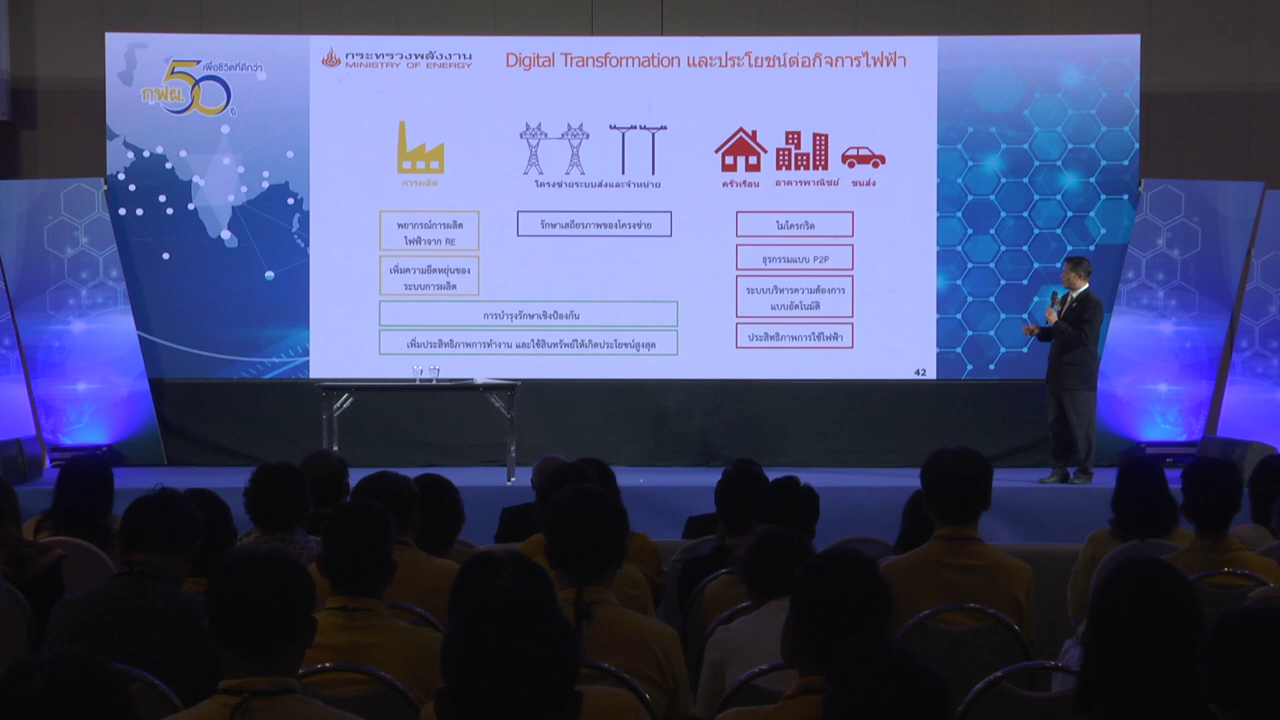 เพื่อชีวิตที่ดีกว่า
กฟผ. 50 ปี
กระทรวงพลังงาน
MINISTRY OF ENERGY
Digital Transformation และประโยชน์ต่อกิจการไฟฟ้า
การผลิต
โครงข่ายระบบส่งและจำหน่าย
ครัวเรือน
อาคารพาณิชย์
ขนส่ง
พยากรณ์การผลิต
ไฟฟ้าจาก RE
เพิ่มความยืดหยุ่นของ
ระบบการผลิต
รักษาเสถียรภาพของโครงข่าย
ไมโครกริด
ธุรกรรมแบบ P2P
ระบบบริหารความต้องการ
แบบอัตโนมัติ
ประสิทธิภาพการใช้ไฟฟ้า
การบำรุงรักษาเชิงป้องกัน
เพิ่มประสิทธิภาพการทำงาน และใช้สินทรัพย์ให้เกิดประโยชน์สูงสุด
42